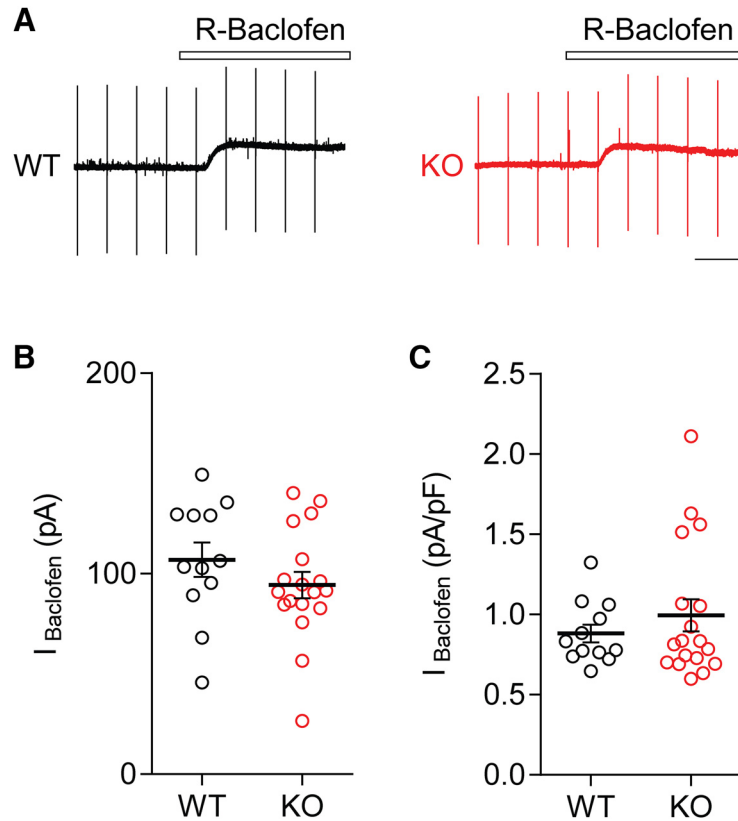 A
R-Baclofen
R-Baclofen
WT
KO
B
C
200
100
0
I Baclofen (pA)
WT
KO
2.5
2.0
1.5
1.0
0.5
0.0
I Baclofen (pA/pF)
WT
KO